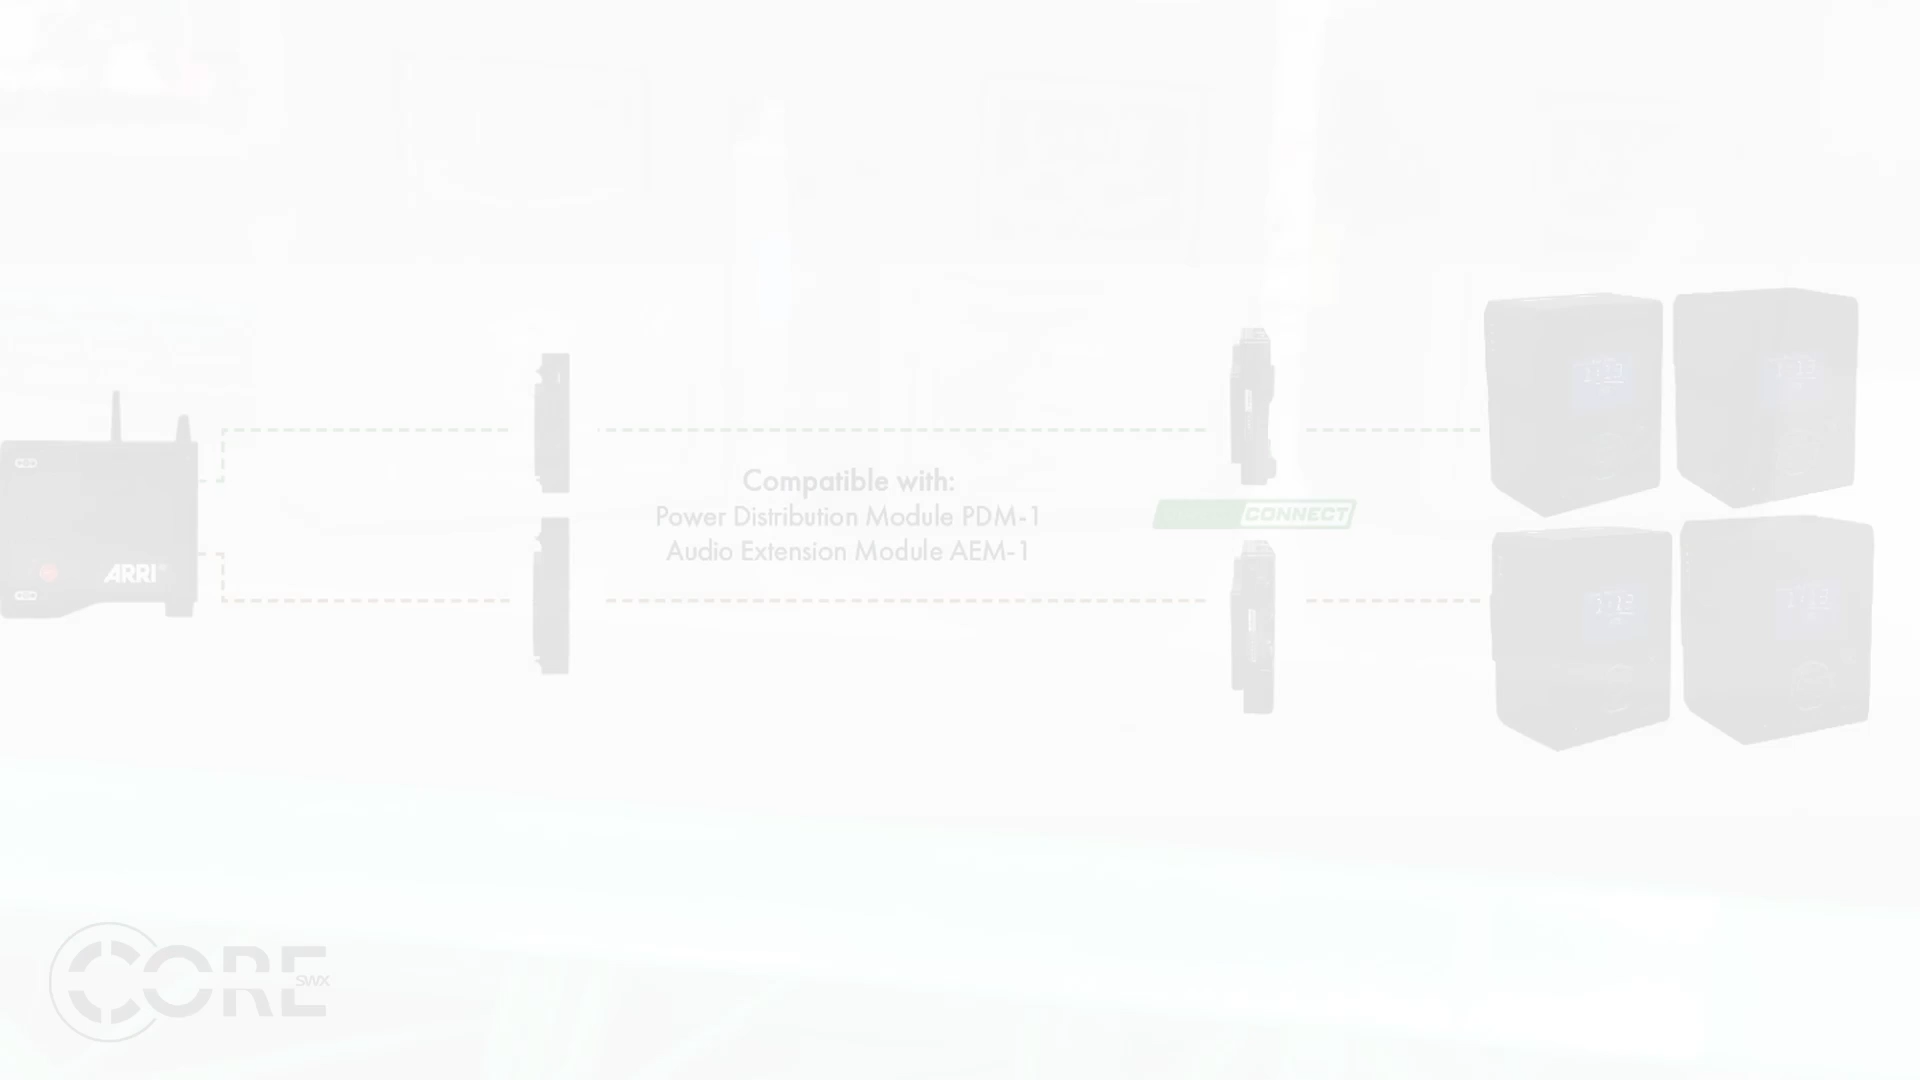 Compatible with:
Power Distribution Module PDM-1
CONNECT
Audio Extension Module AEM-1
ARRI
CORE
SWX